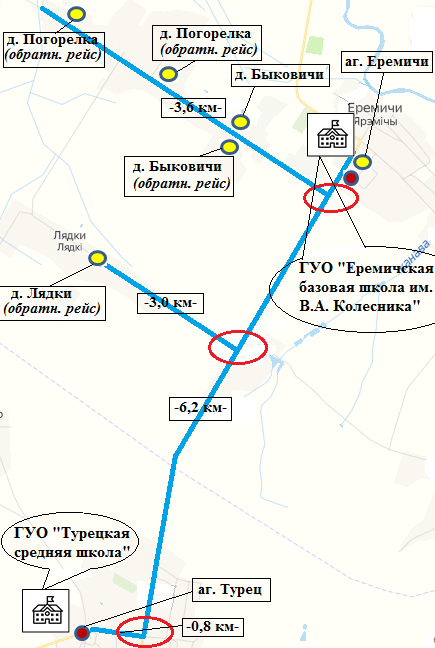 д. Погорелка
(обратн. рейс)
д. Погорелка
(обратн. рейс)
д. Быковичи
аг. Еремичи
-3,6 км-
Еремичи
Ярэмічы
д. Быковичи
(обратн. рейс)
Лядки
Лядкі
д. Лядки
(обратн. рейс)
-3,0 км-
ГУО "Еремичская
базовая школа им.
В.А. Колесника"
-6,2 км-
ГУО "Турецкая
средняя школа"
аг. Турец
-0,8 км-